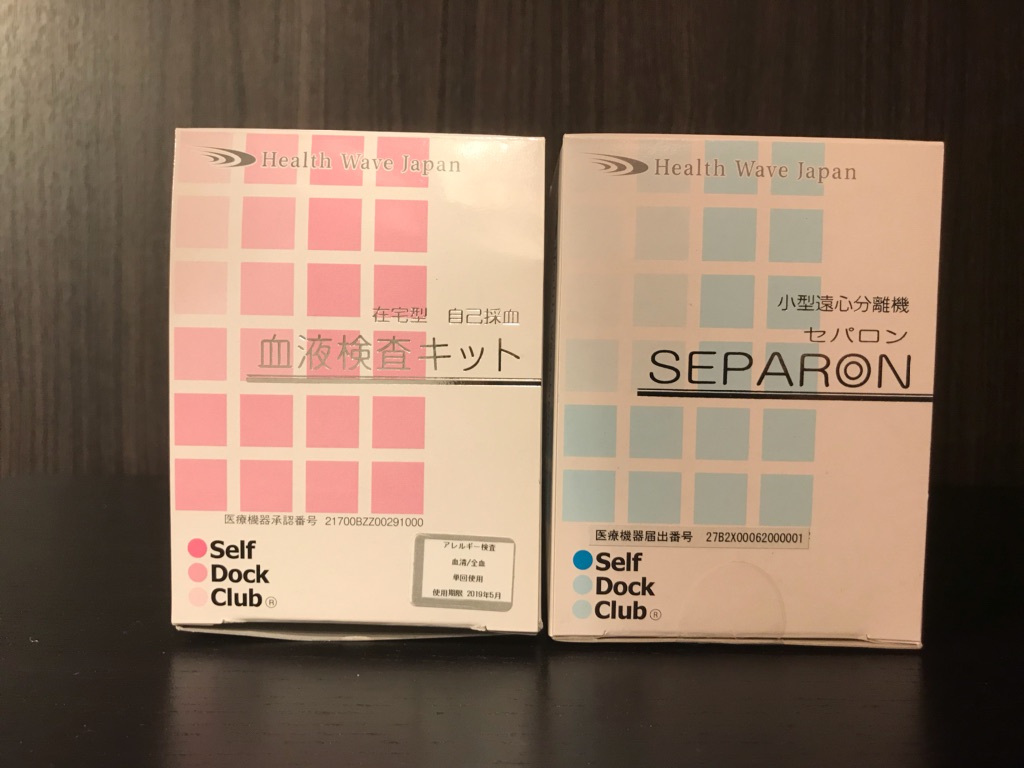 Health Wave Japan
在宅型 自己採血
血液検査キット
医療機器承認番号 21700BZZ00291000
Self
Dock
Club®
アレルギー検査
血清/全血
単回使用
使用期限 2019年5月
Health Wave Japan
小型遠心分離機
セパロン
SEPARON
医療機器届出番号 27B2X00062000001
Self
Dock
Club®